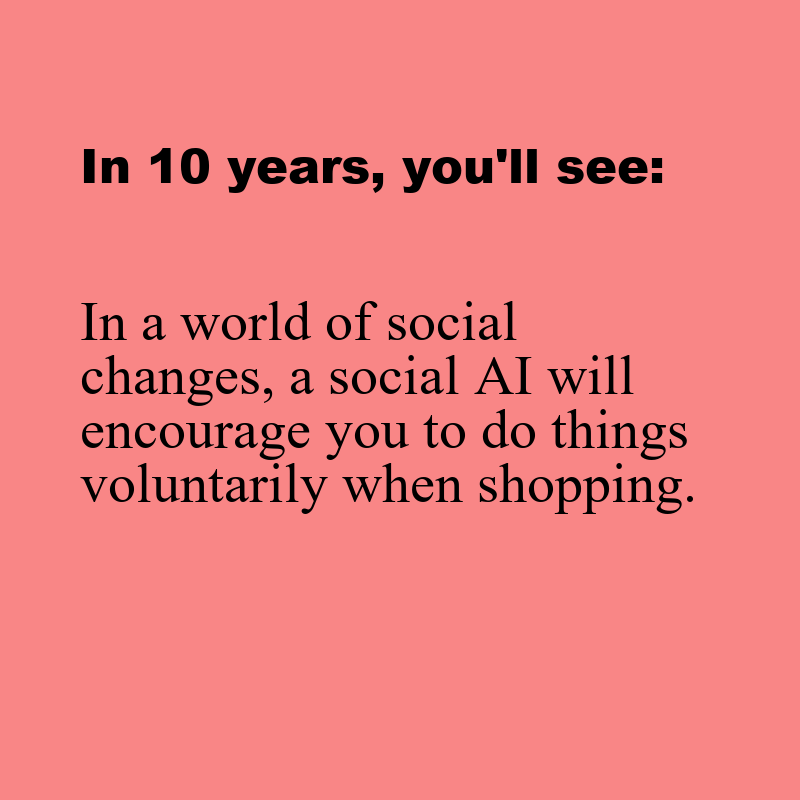 In 10 years, you'll see:
In a world of social
changes, a social AI will
encourage you to do things
voluntarily when shopping.